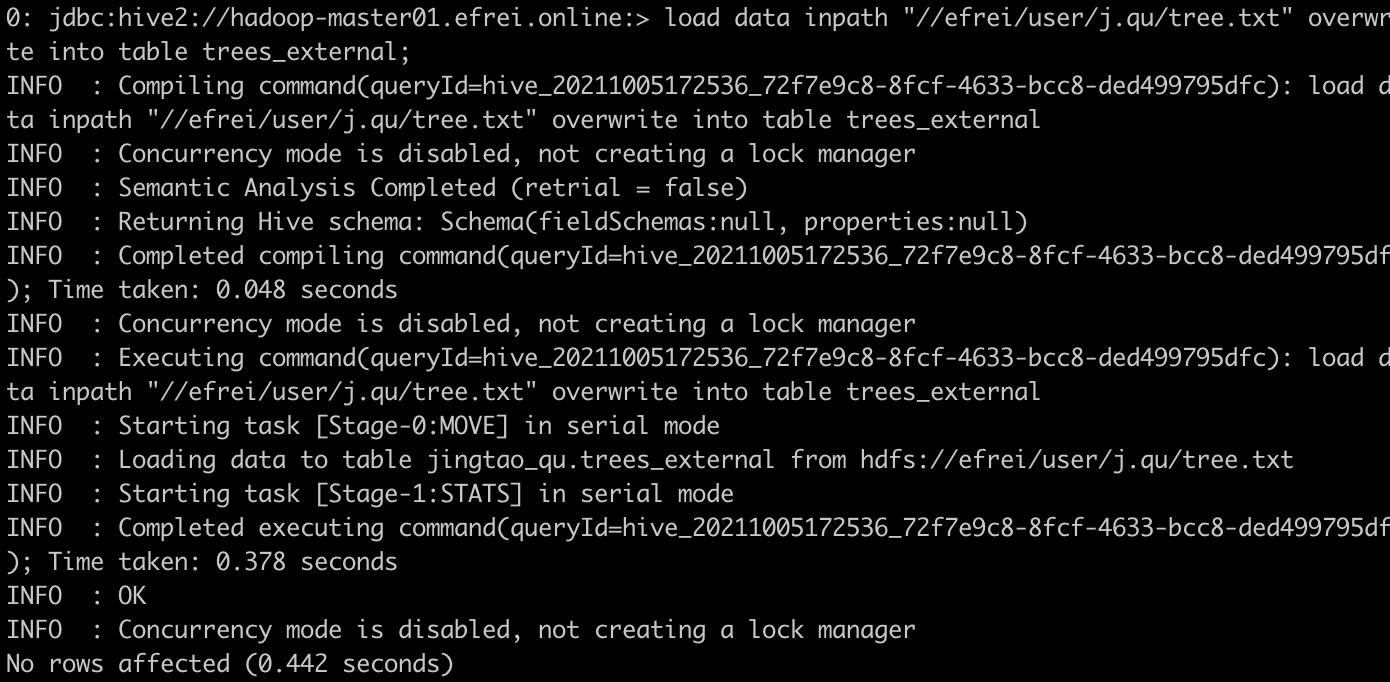 0: jdbc:hive2://hadoop-master01.efrei.online:> load data inpath "//efrei/user/j.qu/tree.txt" overwr
te into table trees_external;
INFO  : Compiling command(queryId=hive_20211005172536_72f7e9c8-8fcf-4633-bcc8-ded499795dfc): load d
ta inpath "//efrei/user/j.qu/tree.txt" overwrite into table trees_external
INFO  : Concurrency mode is disabled, not creating a lock manager
INFO  : Semantic Analysis Completed (retrial = false)
INFO  : Returning Hive schema: Schema(fieldSchemas:null, properties:null)
INFO  : Completed compiling command(queryId=hive_20211005172536_72f7e9c8-8fcf-4633-bcc8-ded499795df
); Time taken: 0.048 seconds
INFO  : Concurrency mode is disabled, not creating a lock manager
INFO  : Executing command(queryId=hive_20211005172536_72f7e9c8-8fcf-4633-bcc8-ded499795dfc): load d
ta inpath "//efrei/user/j.qu/tree.txt" overwrite into table trees_external
INFO  : Starting task [Stage-0:MOVE] in serial mode
INFO  : Loading data to table jingtao_qu.trees_external from hdfs://efrei/user/j.qu/tree.txt
INFO  : Starting task [Stage-1:STATS] in serial mode
INFO  : Completed executing command(queryId=hive_20211005172536_72f7e9c8-8fcf-4633-bcc8-ded499795df
); Time taken: 0.378 seconds
INFO  : OK
INFO  : Concurrency mode is disabled, not creating a lock manager
No rows affected (0.442 seconds)